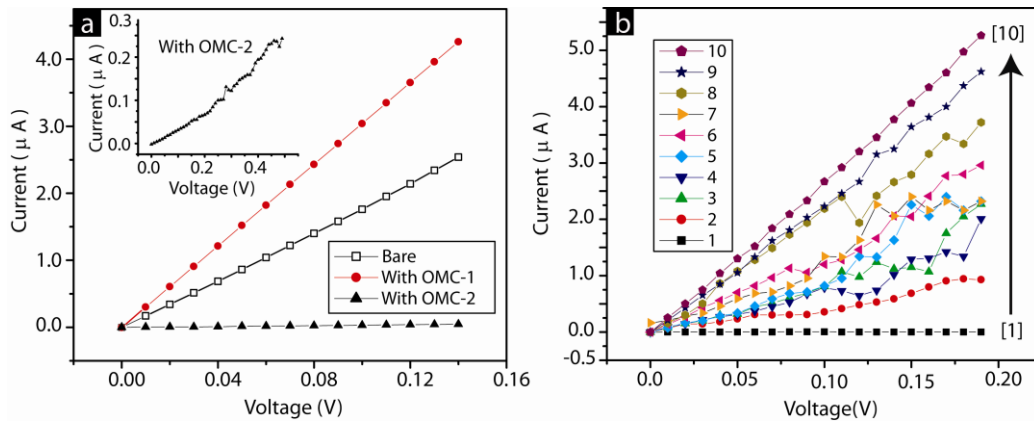 a
With OMC-2
0.3
0.2
0.1
0.0
Current ( μ A )
0.0 0.2 0.4
Voltage (V)
4.0
3.0
2.0
1.0
0.0
Current ( μ A )
Bare
With OMC-1
With OMC-2
0.00 0.04 0.08 0.12 0.16
Voltage (V)
b
[10]
10
9
8
7
6
5
4
3
2
1
5.0
4.0
3.0
2.0
1.0
0.0
-0.5
Current ( μ A )
[1]
0.0 0.05 0.10 0.15 0.20
Voltage(V)